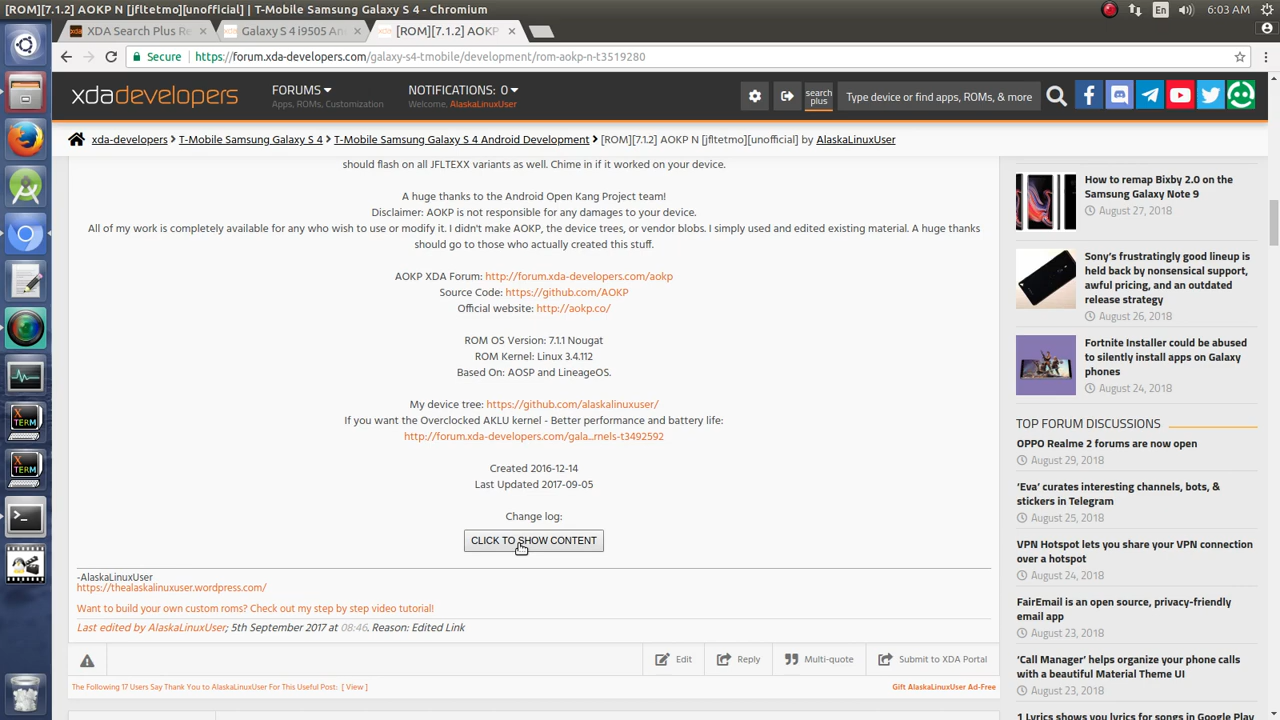 [ROM][7.1.2] AOKP N [jfltetmo][unofficial] | T-Mobile Samsung Galaxy S 4 - Chromium
En
6:03 AM
XDA Search Plus Re
Galaxy S 4 i9505 An
[ROM][7.1.2] AOKP
Secure
https://forum.xda-developers.com/galaxy-s4-tmobile/development/rom-aokp-n-t3519280
xdadevelopers
FORUMS
Apps, ROMs, Customization
NOTIFICATIONS: 0
Welcome, AlaskaLinuxUser
search
plus
Type device or find apps, ROMs, & more
xda-developers
T-Mobile Samsung Galaxy S 4
T-Mobile Samsung Galaxy S 4 Android Development
[ROM][7.1.2] AOKP N [jfltetmo][unofficial] by AlaskaLinuxUser
should flash on all JFLTEXX variants as well. Chime in if it worked on your device.
A huge thanks to the Android Open Kang Project team!
Disclaimer: AOKP is not responsible for any damages to your device.
All of my work is completely available for any who wish to use or modify it. I didn't make AOKP, the device trees, or vendor blobs. I simply used and edited existing material. A huge thanks
should go to those who actually created this stuff.
AOKP XDA Forum: http://forum.xda-developers.com/aokp
Source Code: https://github.com/AOKP
Official website: http://aokp.co/
ROM OS Version: 7.1.1 Nougat
ROM Kernel: Linux 3.4.112
Based On: AOSP and LineageOS.
My device tree: https://github.com/alaskalinuxuser/
If you want the Overclocked AKLU kernel - Better performance and battery life:
http://forum.xda-developers.com/gala...rnels-t3492592
Created 2016-12-14
Last Updated 2017-09-05
Change log:
CLICK TO SHOW CONTENT
-AlaskaLinuxUser
https://thealaskalinuxuser.wordpress.com/
Want to build your own custom roms? Check out my step by step video tutorial!
Last edited by AlaskaLinuxUser; 5th September 2017 at 08:46. Reason: Edited Link
Edit
Reply
Multi-quote
Submit to XDA Portal
The Following 17 Users Say Thank You to AlaskaLinuxUser For This Useful Post: [ View ]
Gift AlaskaLinuxUser Ad-Free
How to remap Bixby 2.0 on the
Samsung Galaxy Note 9
August 27, 2018
Sony's frustratingly good lineup is
held back by nonsensical support,
awful pricing, and an outdated
release strategy
August 26, 2018
Fortnite Installer could be abused
to silently install apps on Galaxy
phones
August 24, 2018
TOP FORUM DISCUSSIONS
OPPO Realme 2 forums are now open
August 29, 2018
'Eva' curates interesting channels, bots, &
stickers in Telegram
August 25, 2018
VPN Hotspot lets you share your VPN connection
over a hotspot
August 24, 2018
FairEmail is an open source, privacy-friendly
email app
August 23, 2018
'Call Manager' helps organize your phone calls
with a beautiful Material Theme UI
August 23, 2018
1 Lyrics shows you lyrics for songs in Google Play
X
TERM
X
TERM